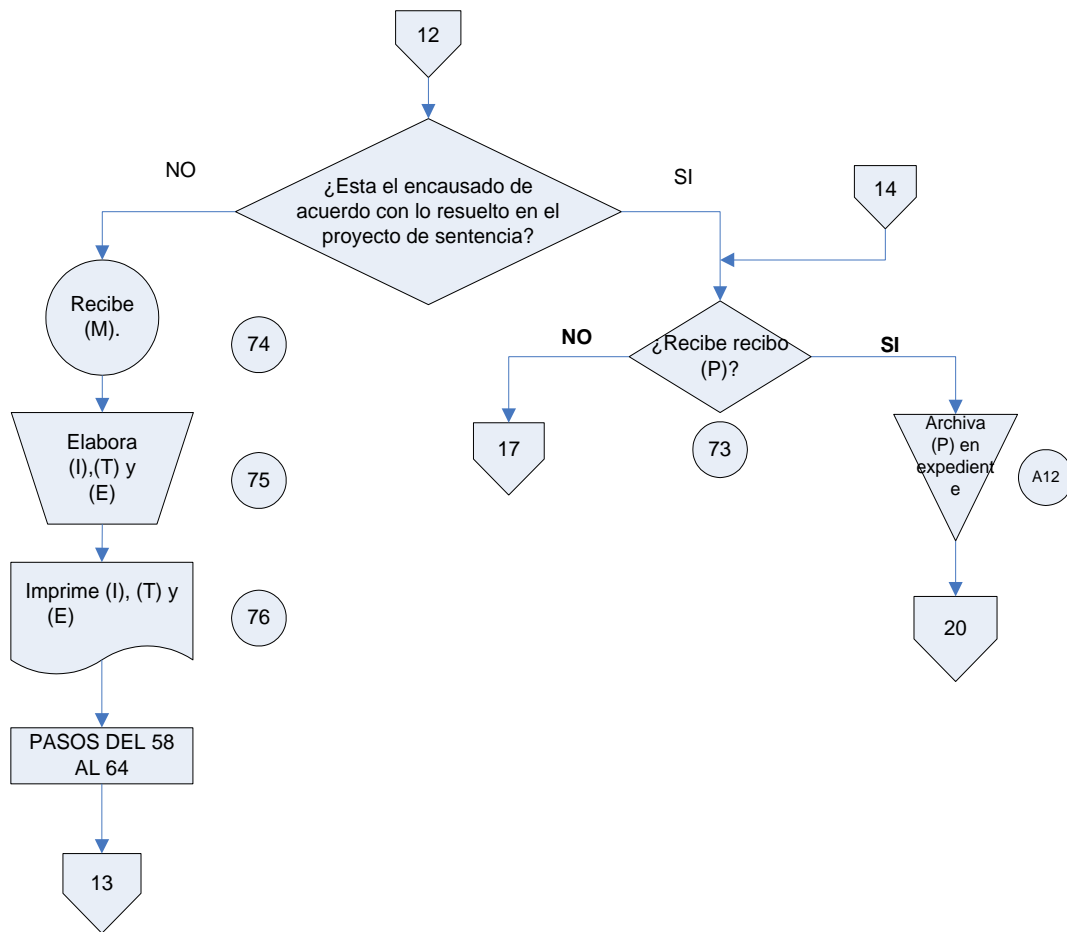 12
NO
¿Esta el encausado de
acuerdo con lo resuelto en el
proyecto de sentencia?
SI
14
Recibe
(M).
74
NO
¿Recibe recibo
(P)?
SI
Elabora
(I),(T) y
(E)
75
17
73
Archiva
(P) en
expedient
e
A12
Imprime (I), (T) y
(E)
76
20
PASOS DEL 58
AL 64
13